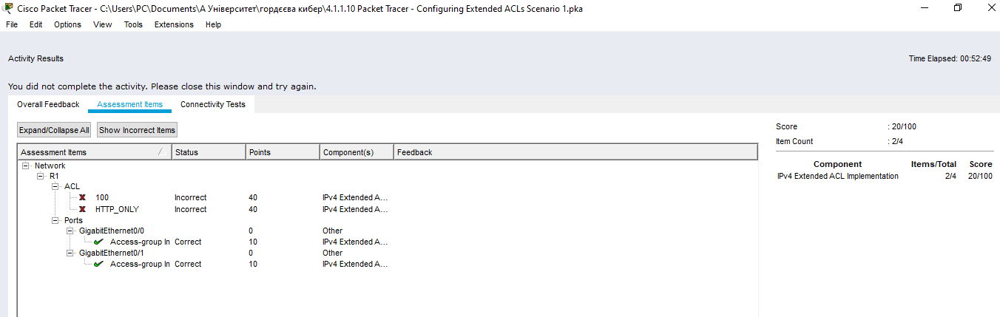 Cisco Packet Tracer - C:\Users\PC\Documents\А Університет\гордєєва кибер\4.1.1.10 Packet Tracer - Configuring Extended ACLs Scenario 1.pka
File Edit Options View Tools Extensions Help
Activity Results Time Elapsed: 00:52:49
You did not complete the activity. Please close this window and try again.
Overall Feedback Assessment Items Connectivity Tests
Expand/Collapse All Show Incorrect Items
Score : 20/100
Item Count : 2/4
Component Items/Total Score
IPv4 Extended ACL Implementation 2/4 20/100
Assessment Items Status Points Component(s) Feedback
Network
R1
ACL
100 Incorrect 40 IPv4 Extended A...
HTTP_ONLY Incorrect 40 IPv4 Extended A...
Ports
GigabitEthernet0/0 0 Other
Access-group In Correct 10 IPv4 Extended A...
GigabitEthernet0/1 0 Other
Access-group In Correct 10 IPv4 Extended A...